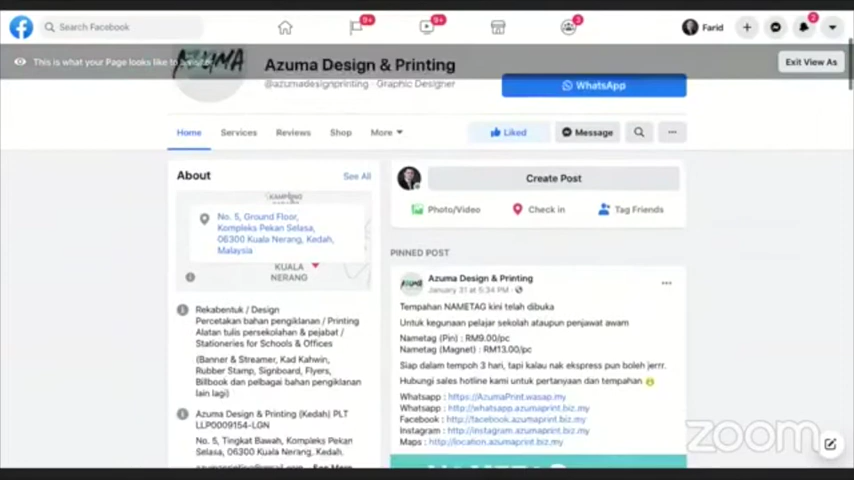 Search Facebook
9+
9+
3
Farid
2
This is what your Page looks like to a visitor
Exit View As
AZUMA
Azuma Design & Printing
@azumadesignprinting · Graphic Designer
WhatsApp
Home
Services
Reviews
Shop
More
Liked
Message
About
See All
KAMPUNG
No. 5, Ground Floor,
Kompleks Pekan Selasa,
06300 Kuala Nerang, Kedah,
Malaysia
KUALA
NERANG
Rekabentuk / Design
Percetakan bahan pengiklanan / Printing
Alatan tulis persekolahan & pejabat /
Stationeries for Schools & Offices
(Banner & Streamer, Kad Kahwin,
Rubber Stamp, Signboard, Flyers,
Billbook dan pelbagai bahan pengiklanan
lain lagi)
Azuma Design & Printing (Kedah) PLT
LLP0009154-LGN
No. 5, Tingkat Bawah, Kompleks Pekan
Selasa, 06300 Kuala Nerang, Kedah.
See More
Create Post
Photo/Video
Check in
Tag Friends
PINNED POST
Azuma Design & Printing
January 31 at 5:34 PM ·
Tempahan NAMETAG kini telah dibuka
Untuk kegunaan pelajar sekolah ataupun penjawat awam
Nametag (Pin) : RM9.00/pc
Nametag (Magnet) : RM13.00/pc
Siap dalam tempoh 3 hari, tapi kalau nak ekspress pun boleh jerrr.
Hubungi sales hotline kami untuk pertanyaan dan tempahan
Whatsapp : https://AzumaPrint.wasap.my
Whatsapp : http://whatsapp.azumaprint.biz.my
Facebook : http://facebook.azumaprint.biz.my
Instagram : http://instagram.azumaprint.biz.my
Maps : http://location.azumaprint.biz.my
zoom